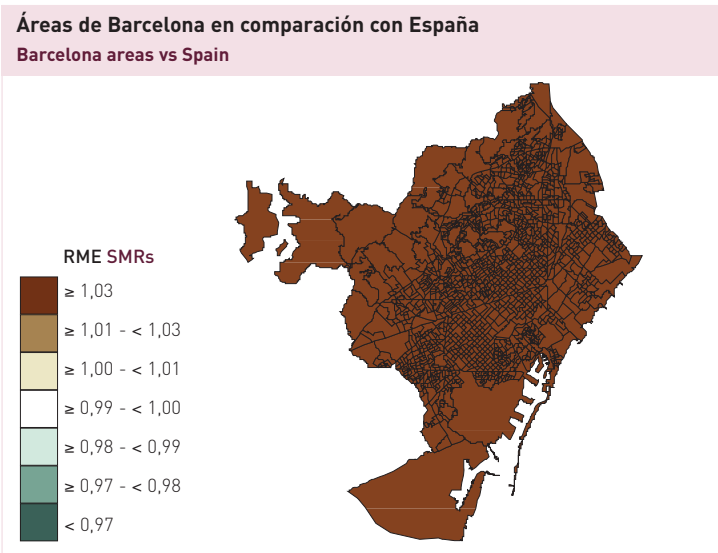 Áreas de Barcelona en comparación con España
Barcelona areas vs Spain
RME SMRs
≥ 1,03
≥ 1,01 - < 1,03
≥ 1,00 - < 1,01
≥ 0,99 - < 1,00
≥ 0,98 - < 0,99
≥ 0,97 - < 0,98
< 0,97